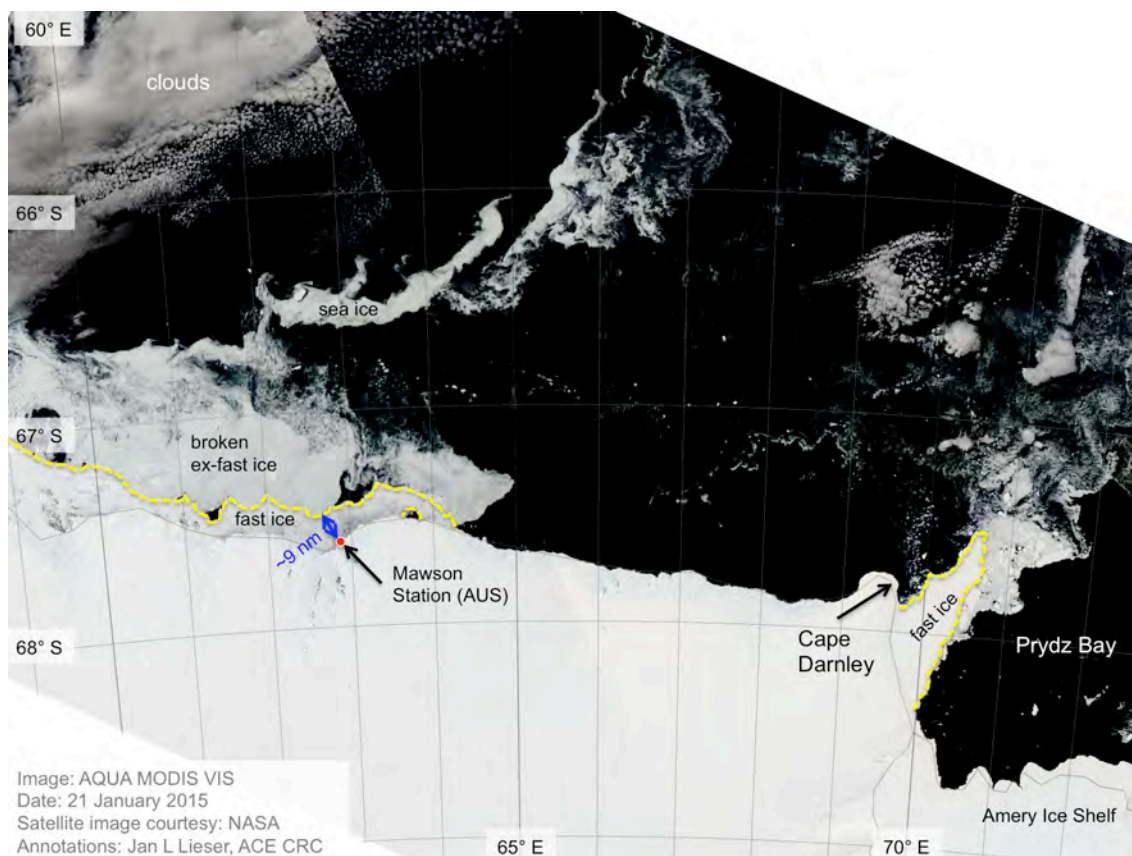 60° E
clouds
66° S
sea ice
67° S
broken
ex-fast ice
fast ice
~9 nm
Mawson
Station (AUS)
Cape
Darnley
fast ice
Prydz Bay
68° S
Image: AQUA MODIS VIS
Date: 21 January 2015
Satellite image courtesy: NASA
Annotations: Jan L Lieser, ACE CRC
65° E
70° E
Amery Ice Shelf